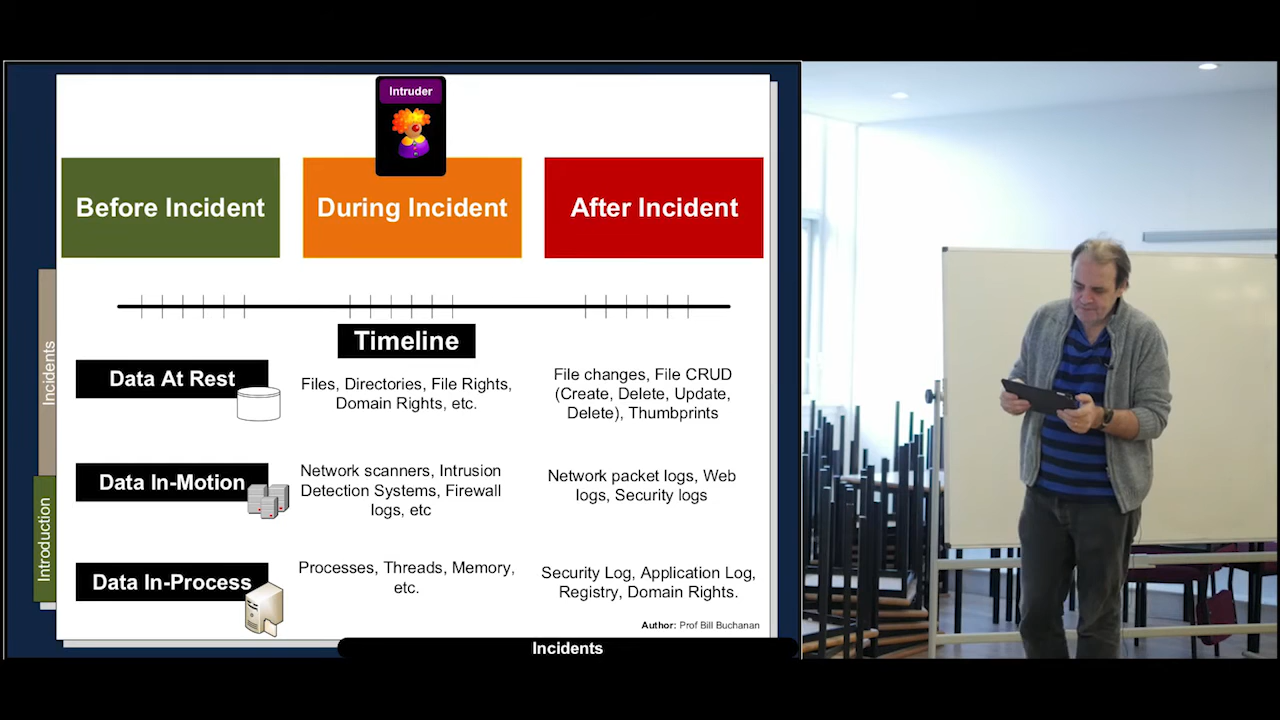 Intruder
Before Incident
During Incident
After Incident
Timeline
Data At Rest
Files, Directories, File Rights,
Domain Rights, etc.
File changes, File CRUD
(Create, Delete, Update,
Delete), Thumbprints
Data In-Motion
Network scanners, Intrusion
Detection Systems, Firewall
logs, etc
Network packet logs, Web
logs, Security logs
Data In-Process
Processes, Threads, Memory,
etc.
Security Log, Application Log,
Registry, Domain Rights.
Author: Prof Bill Buchanan
Incidents
Incidents
Introduction